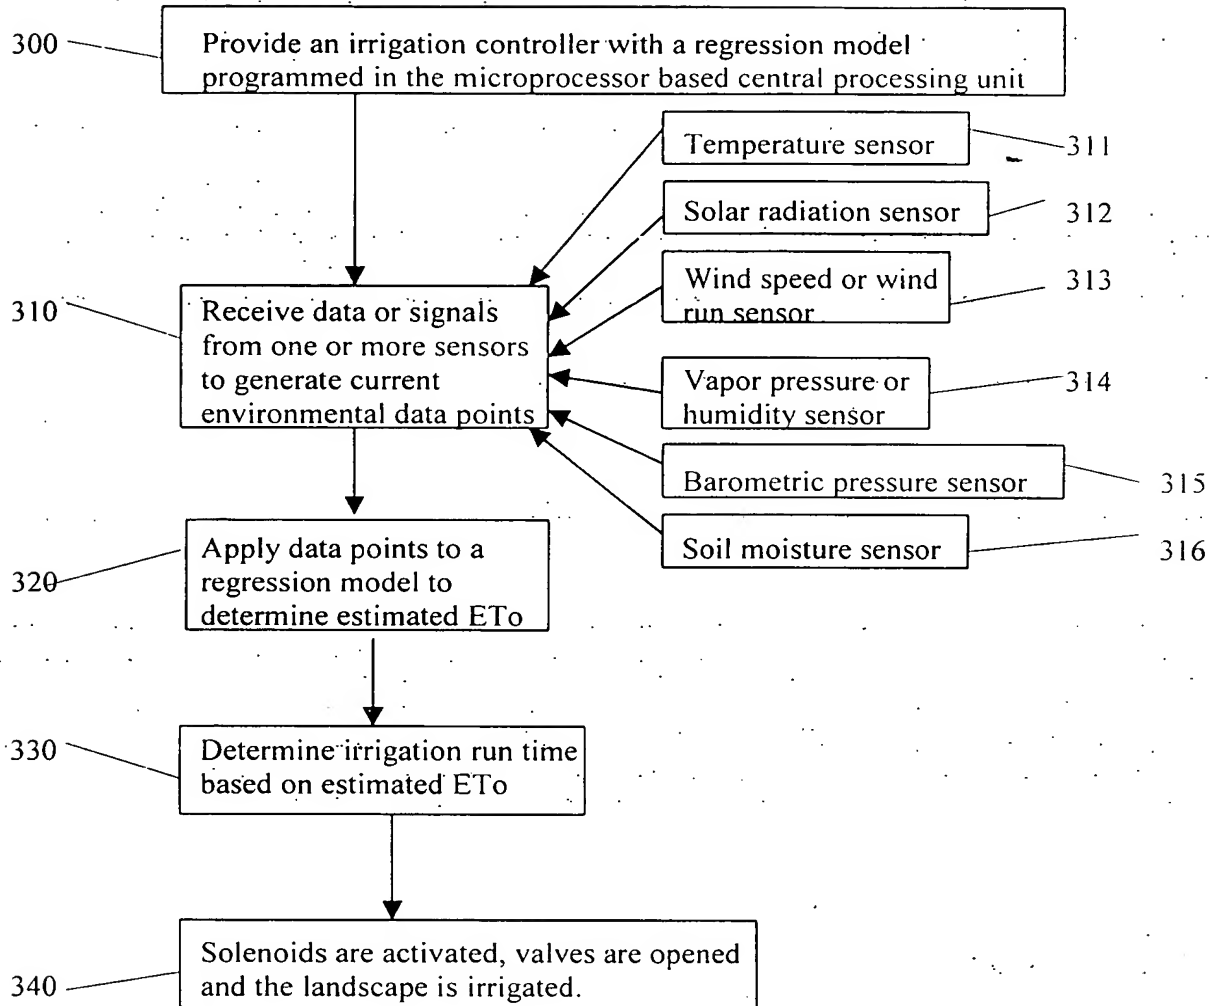 300
Provide an irrigation controller with a regression model
programmed in the microprocessor based central processing unit
Temperature sensor
311
Solar radiation sensor
312
Wind speed or wind
run sensor
313
310
Receive data or signals
from one or more sensors
to generate current
environmental data points
Vapor pressure or
humidity sensor
314
Barometric pressure sensor
315
Soil moisture sensor
316
320
Apply data points to a
regression model to
determine estimated ETo
330
Determine irrigation run time
based on estimated ETo
340
Solenoids are activated, valves are opened
and the landscape is irrigated.